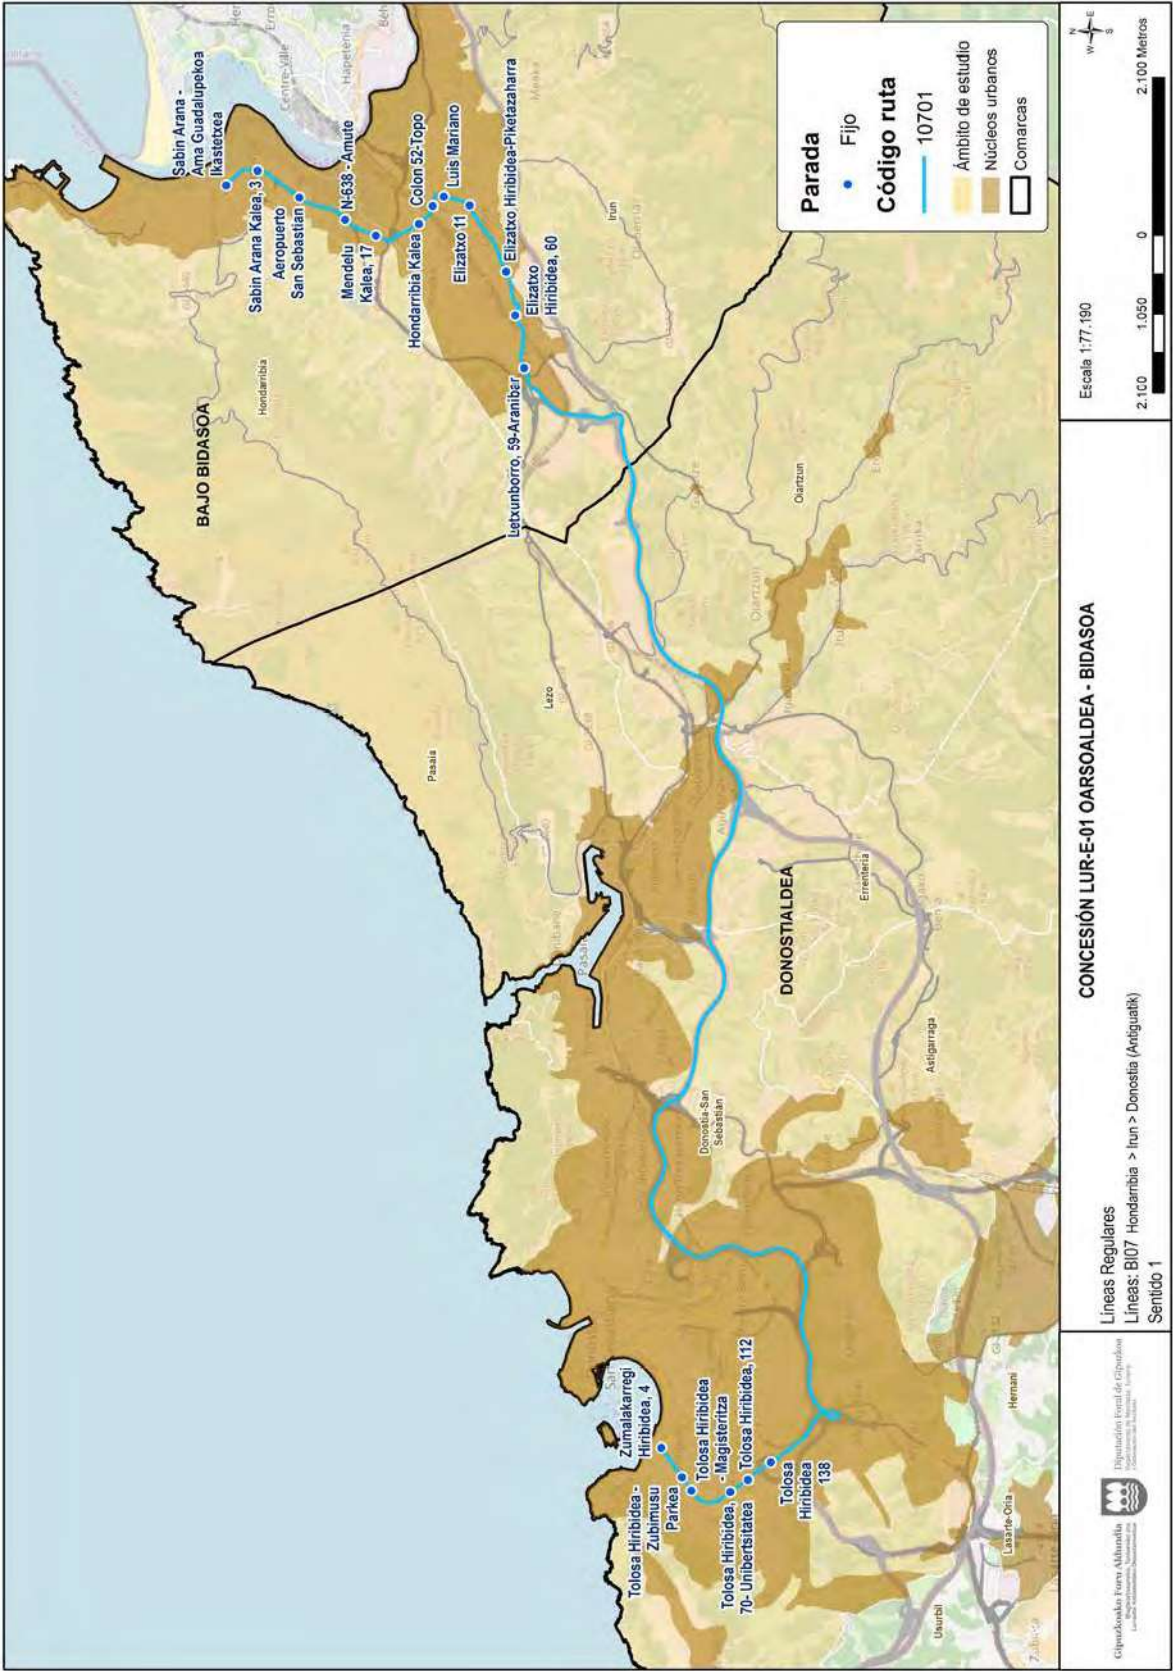 Sabin Arana -
Ama Guadalupekoa
Ikastetxea
Sabin Arana Kalea, 3
Aeropuerto
San Sebastian
N-638 - Amute
Mendelu
Kalea, 17
Hondarribia Kalea
Colon 52-Topo
Luis Mariano
Elizatxo 11
Elizatxo Hiribidea-Piketazaharra
Elizatxo
Hiribidea, 60
Letxunborro, 59-Aranibar
BAJO BIDASOA
Hondarribia
Irun
Centre-Ville
Hapetenia
Oiartzun
Oiartzun
Lezo
Pasaia
DONOSTIALDEA
Errenteria
Astigarraga
Donostia-San
Sebastián
Hernani
Lasarte-Oria
Usurbil
Zumalakarregi
Hiribidea, 4
Tolosa Hiribidea -
Zubimusu
Parkea
Tolosa Hiribidea
- Magisteritza
Tolosa Hiribidea, 112
Tolosa Hiribidea,
70- Unibertsitatea
Tolosa
Hiribidea
138
Parada
Fijo
Código ruta
10701
Ámbito de estudio
Núcleos urbanos
Comarcas
N
E
S
W
Escala 1:77.190
2.100 1.050 0 2.100 Metros
CONCESIÓN LUR-E-01 OARSOALDEA - BIDASOA
Líneas Regulares
Líneas: BI07 Hondarribia > Irun > Donostia (Antiguatik)
Sentido 1
Gipuzkoako Foru Aldundia
Diputación Foral de Gipuzkoa